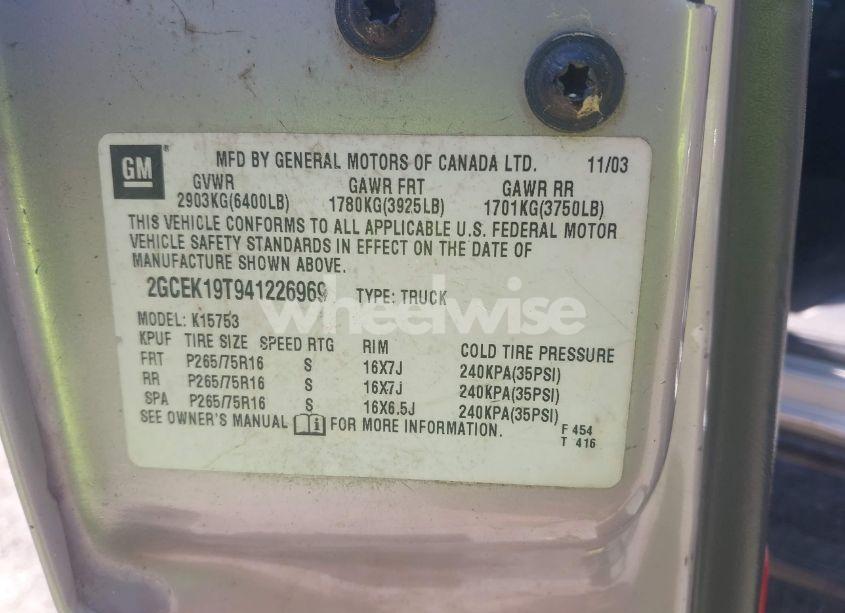 GM ® MFD BY GENERAL MOTORS OF CANADA LTD. 11/03
GVWR GAWR FRT GAWR RR
2903KG(6400LB) 1780KG(3925LB) 1701KG(3750LB)
THIS VEHICLE CONFORMS TO ALL APPLICABLE U.S. FEDERAL MOTOR
VEHICLE SAFETY STANDARDS IN EFFECT ON THE DATE OF
MANUFACTURE SHOWN ABOVE.
2GCEK19T941226969 TYPE: TRUCK
wheelwise
MODEL: K15753
KPUF TIRE SIZE SPEED RTG RIM COLD TIRE PRESSURE
FRT P265/75R16 S 16X7J 240KPA(35PSI)
RR P265/75R16 S 16X7J 240KPA(35PSI)
SPA P265/75R16 S 16X6.5J 240KPA(35PSI)
SEE OWNER'S MANUAL i FOR MORE INFORMATION.
F 454
T 416